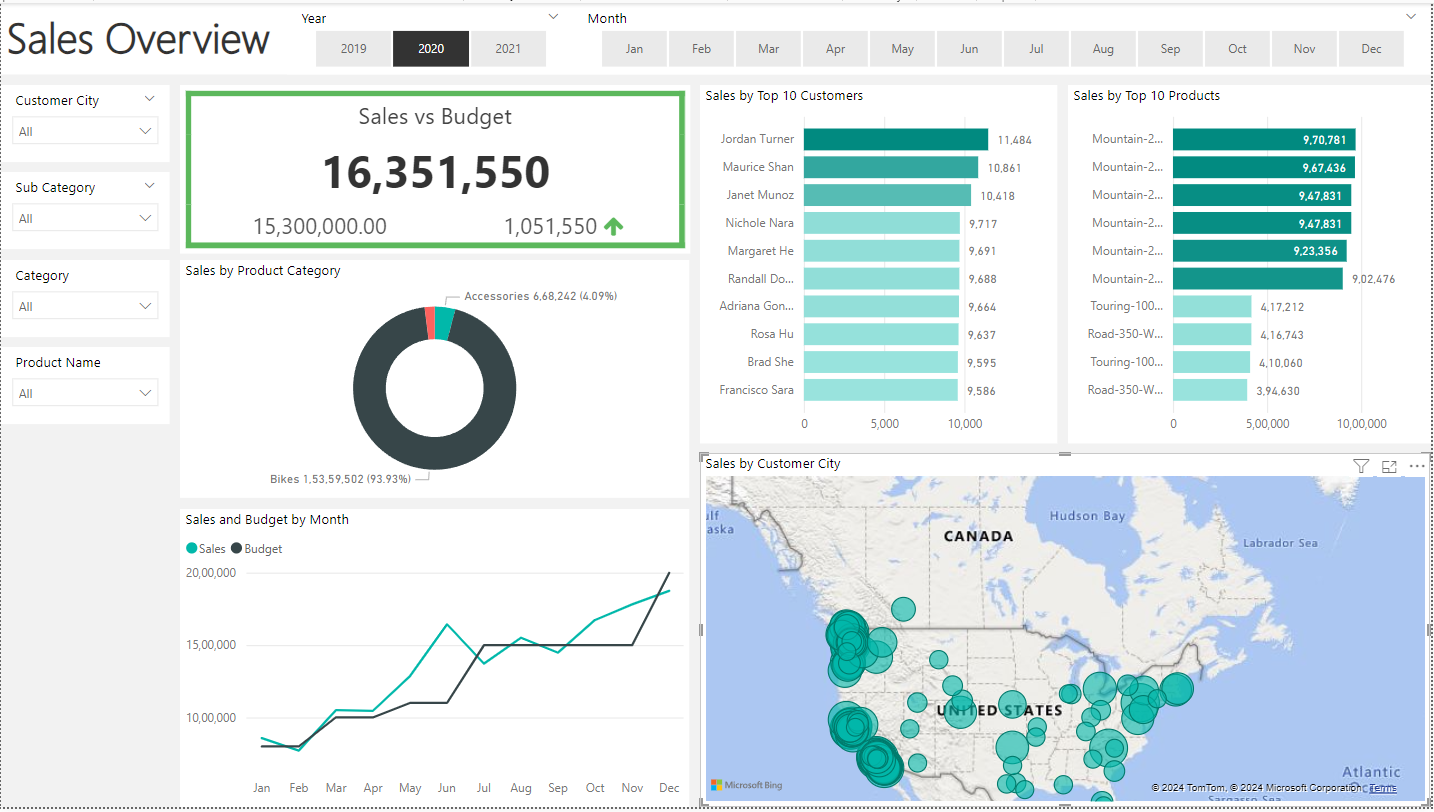 Sales Overview
Year
2019 2020 2021
Month
Jan Feb Mar Apr May Jun Jul Aug Sep Oct Nov Dec
Customer City
All
Sub Category
All
Category
All
Product Name
All
Sales vs Budget
16,351,550
15,300,000.00 1,051,550
Sales by Product Category
Accessories 6,68,242 (4.09%)
Bikes 1,53,59,502 (93.93%)
Sales and Budget by Month
Sales Budget
20,00,000
15,00,000
10,00,000
Jan Feb Mar Apr May Jun Jul Aug Sep Oct Nov Dec
Sales by Top 10 Customers
Jordan Turner 11,484
Maurice Shan 10,861
Janet Munoz 10,418
Nichole Nara 9,717
Margaret He 9,691
Randall Do... 9,688
Adriana Gon... 9,664
Rosa Hu 9,637
Brad She 9,595
Francisco Sara 9,586
0 5,000 10,000
Sales by Top 10 Products
Mountain-2... 9,70,781
Mountain-2... 9,67,436
Mountain-2... 9,47,831
Mountain-2... 9,47,831
Mountain-2... 9,23,356
Mountain-2... 9,02,476
Touring-100... 4,17,212
Road-350-W... 4,16,743
Touring-100... 4,10,060
Road-350-W... 3,94,630
0 5,00,000 10,00,000
Sales by Customer City
Hudson Bay
CANADA
Labrador Sea
UNITED STATES
Atlantic
Microsoft Bing
© 2024 TomTom, © 2024 Microsoft Corporation Terms